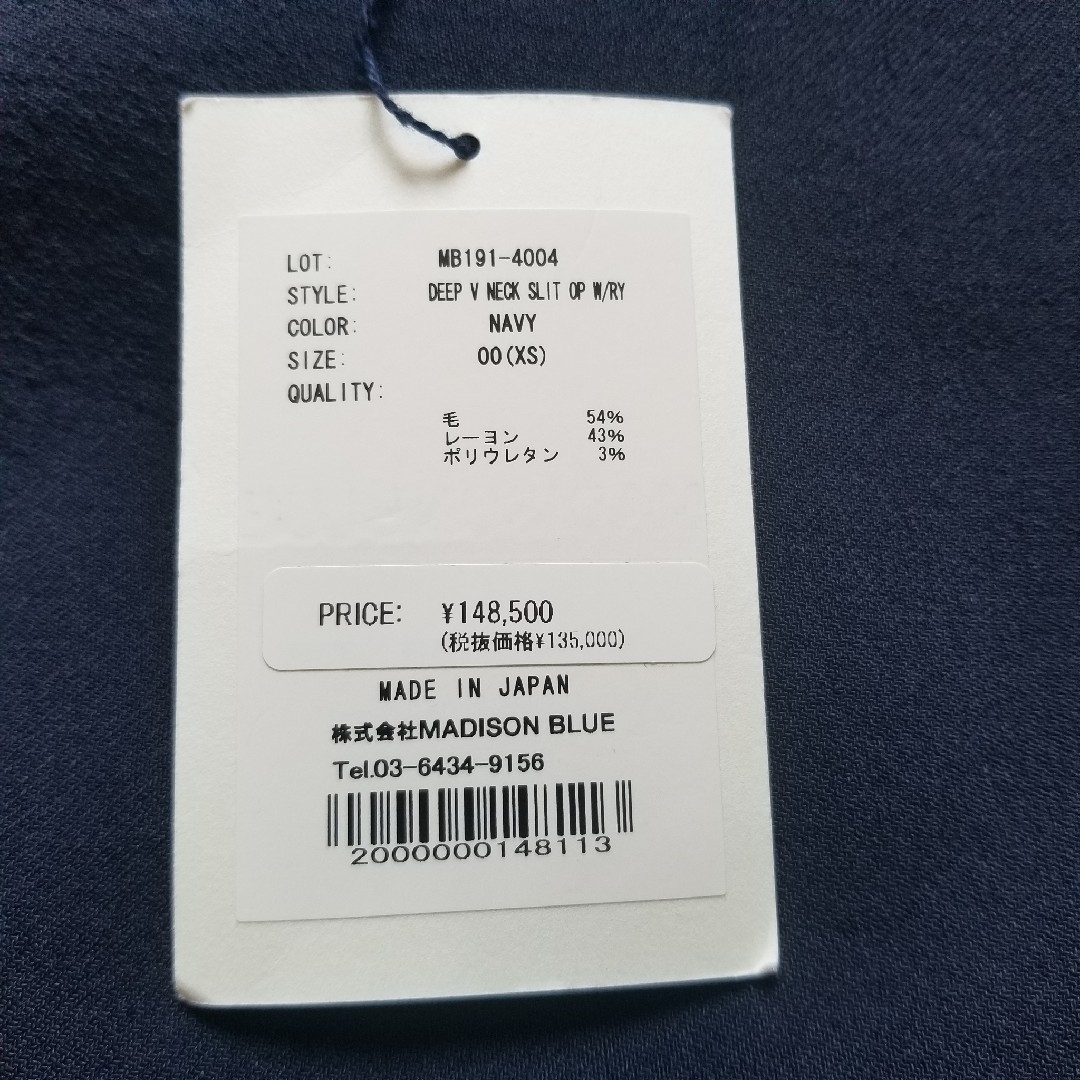 LOT: MB191-4004
STYLE: DEEP V NECK SLIT OP W/RY
COLOR: NAVY
SIZE: 00(XS)
QUALITY:
毛 54%
レーヨン 43%
ポリウレタン 3%
PRICE: ¥148,500
(税抜価格¥135,000)
MADE IN JAPAN
株式会社MADISON BLUE
Tel.03-6434-9156
2000000148113